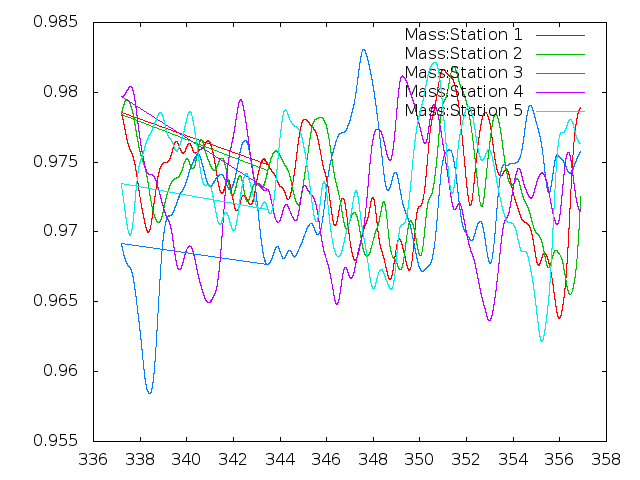 0.985
0.98
0.975
0.97
0.965
0.96
0.955
336 338 340 342 344 346 348 350 352 354 356 358
Mass:Station 1
Mass:Station 2
Mass:Station 3
Mass:Station 4
Mass:Station 5